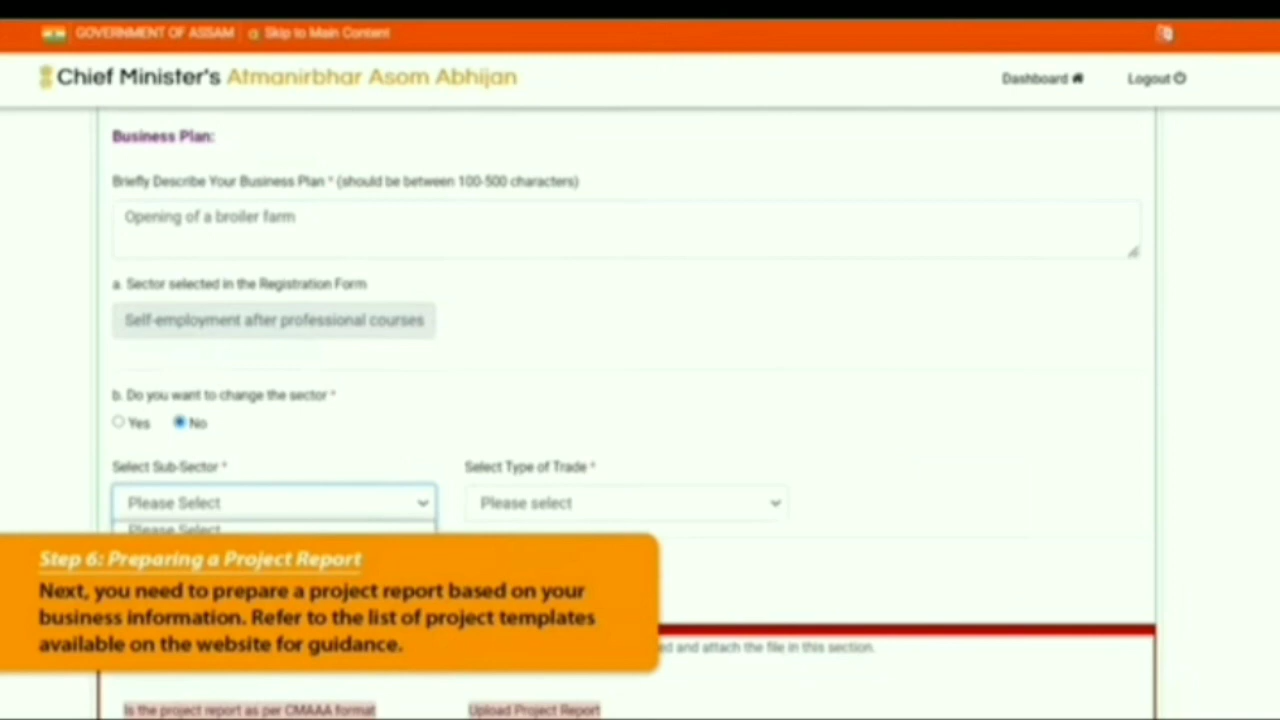 GOVERNMENT OF ASSAM Skip to Main Content
Chief Minister's Atmanirbhar Asom Abhijan
Dashboard Logout
Business Plan:
Briefly Describe Your Business Plan * (should be between 100-500 characters)
Opening of a broiler farm
a. Sector selected in the Registration Form
Self-employment after professional courses
b. Do you want to change the sector *
Yes No
Select Sub-Sector * Select Type of Trade *
Please Select Please select
Please Select
Step 6: Preparing a Project Report
Next, you need to prepare a project report based on your
business information. Refer to the list of project templates
available on the website for guidance.
and attach the file in this section.
Is the project report as per CMAAA format Upload Project Report